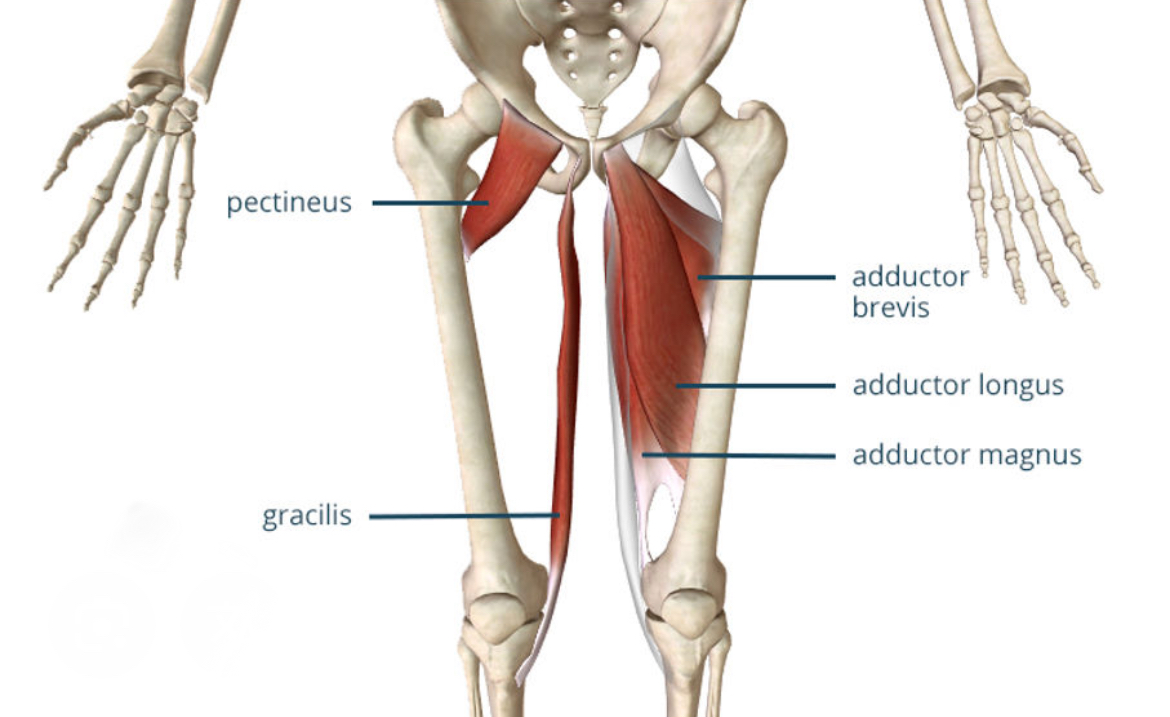 pectineus
adductor
brevis
adductor longus
adductor magnus
gracilis